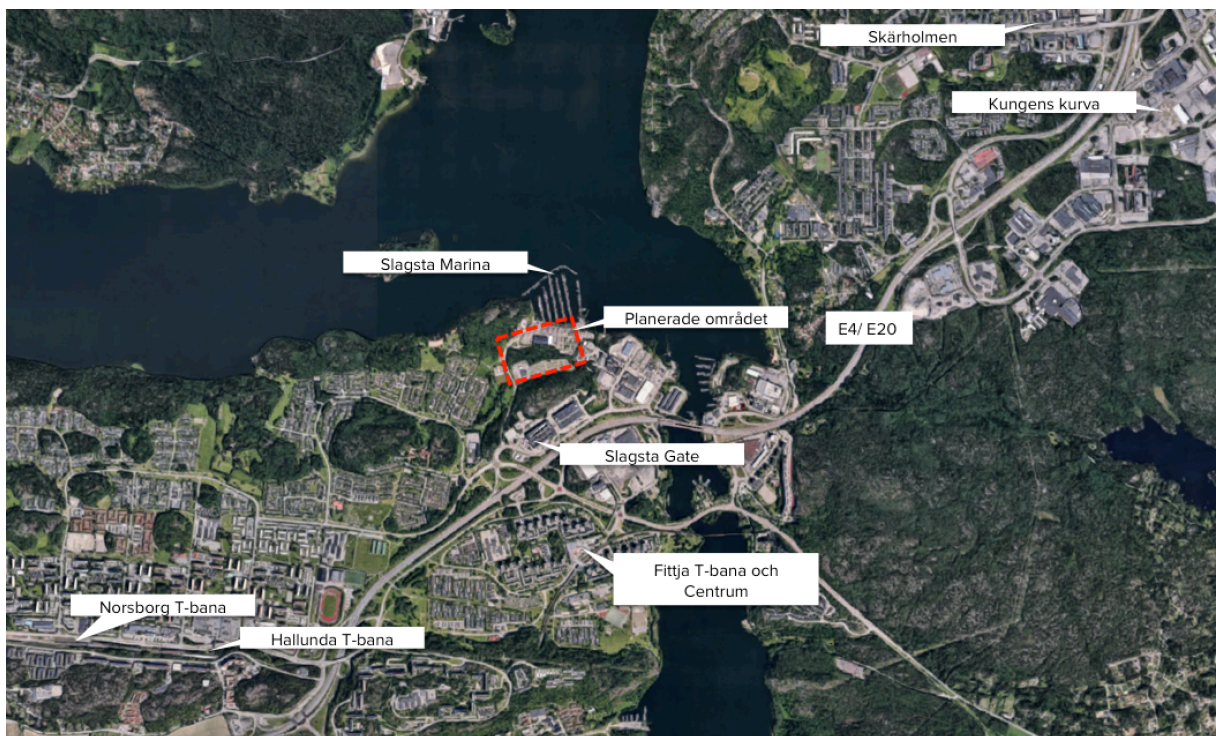 Skärholmen
Kungens kurva
Slagsta Marina
Planerade området
E4/ E20
Slagsta Gate
Fittja T-bana och
Centrum
Norsborg T-bana
Hallunda T-bana